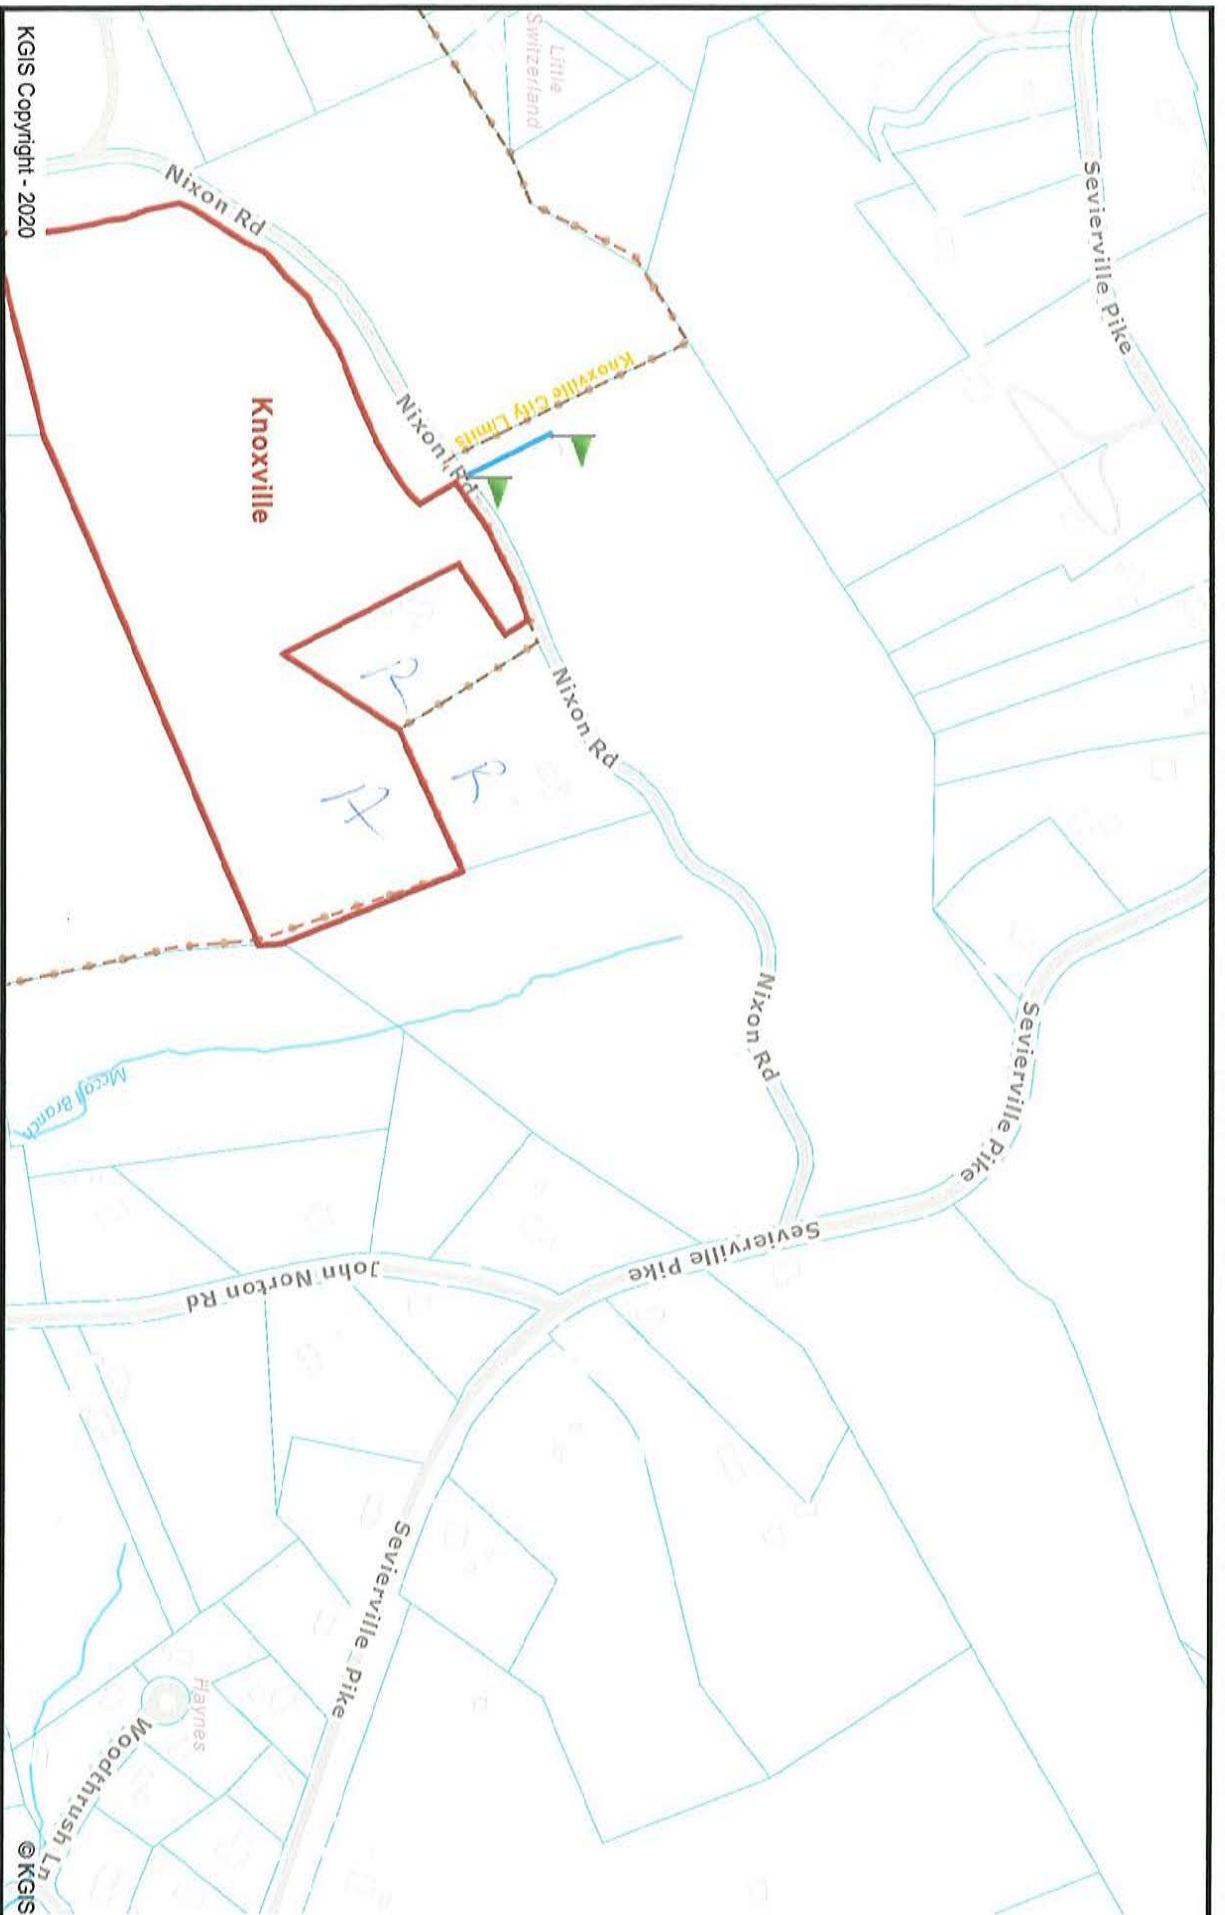 Sevierville Pike
Little
Switzerland
Nixon Rd
Knoxville City Limits
Nixon Rd
Knoxville
Nixon Rd
R
R
A
Nixon Rd
Sevierville Pike
Mccall Branch
Sevierville Pike
John Norton Rd
Sevierville Pike
Haynes
Woodthrush Ln
KGIS Copyright - 2020
© KGIS